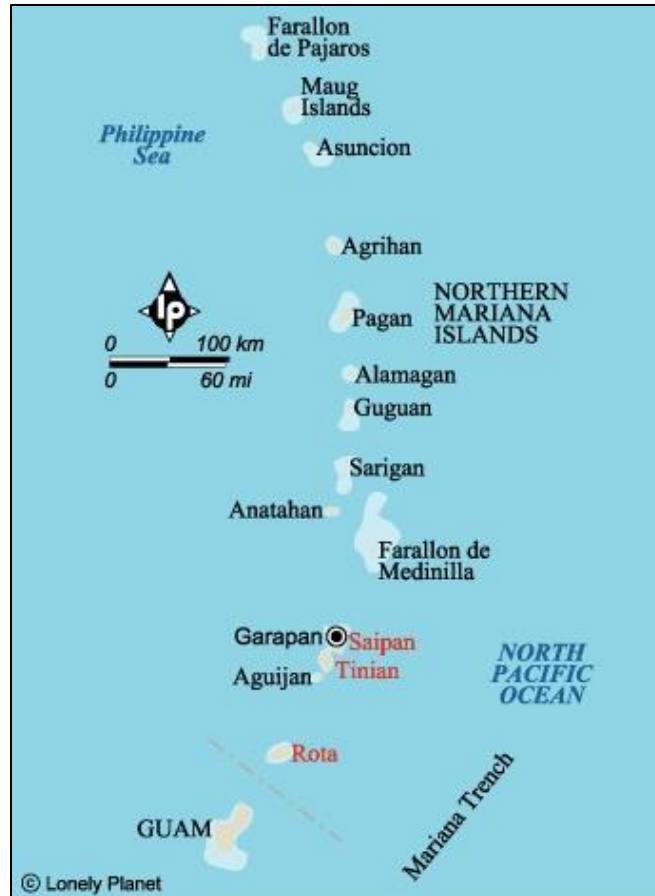 Farallon
de Pajaros
Maug
Islands
Philippine
Sea
Asuncion
Agrihan
lp
NORTHERN
MARIANA
ISLANDS
Pagan
0 100 km
0 60 mi
Alamagan
Guguan
Sarigan
Anatahan
Farallon de
Medinilla
Garapan
Saipan
Tinian
Aguijan
NORTH
PACIFIC
OCEAN
Rota
Mariana Trench
GUAM
© Lonely Planet